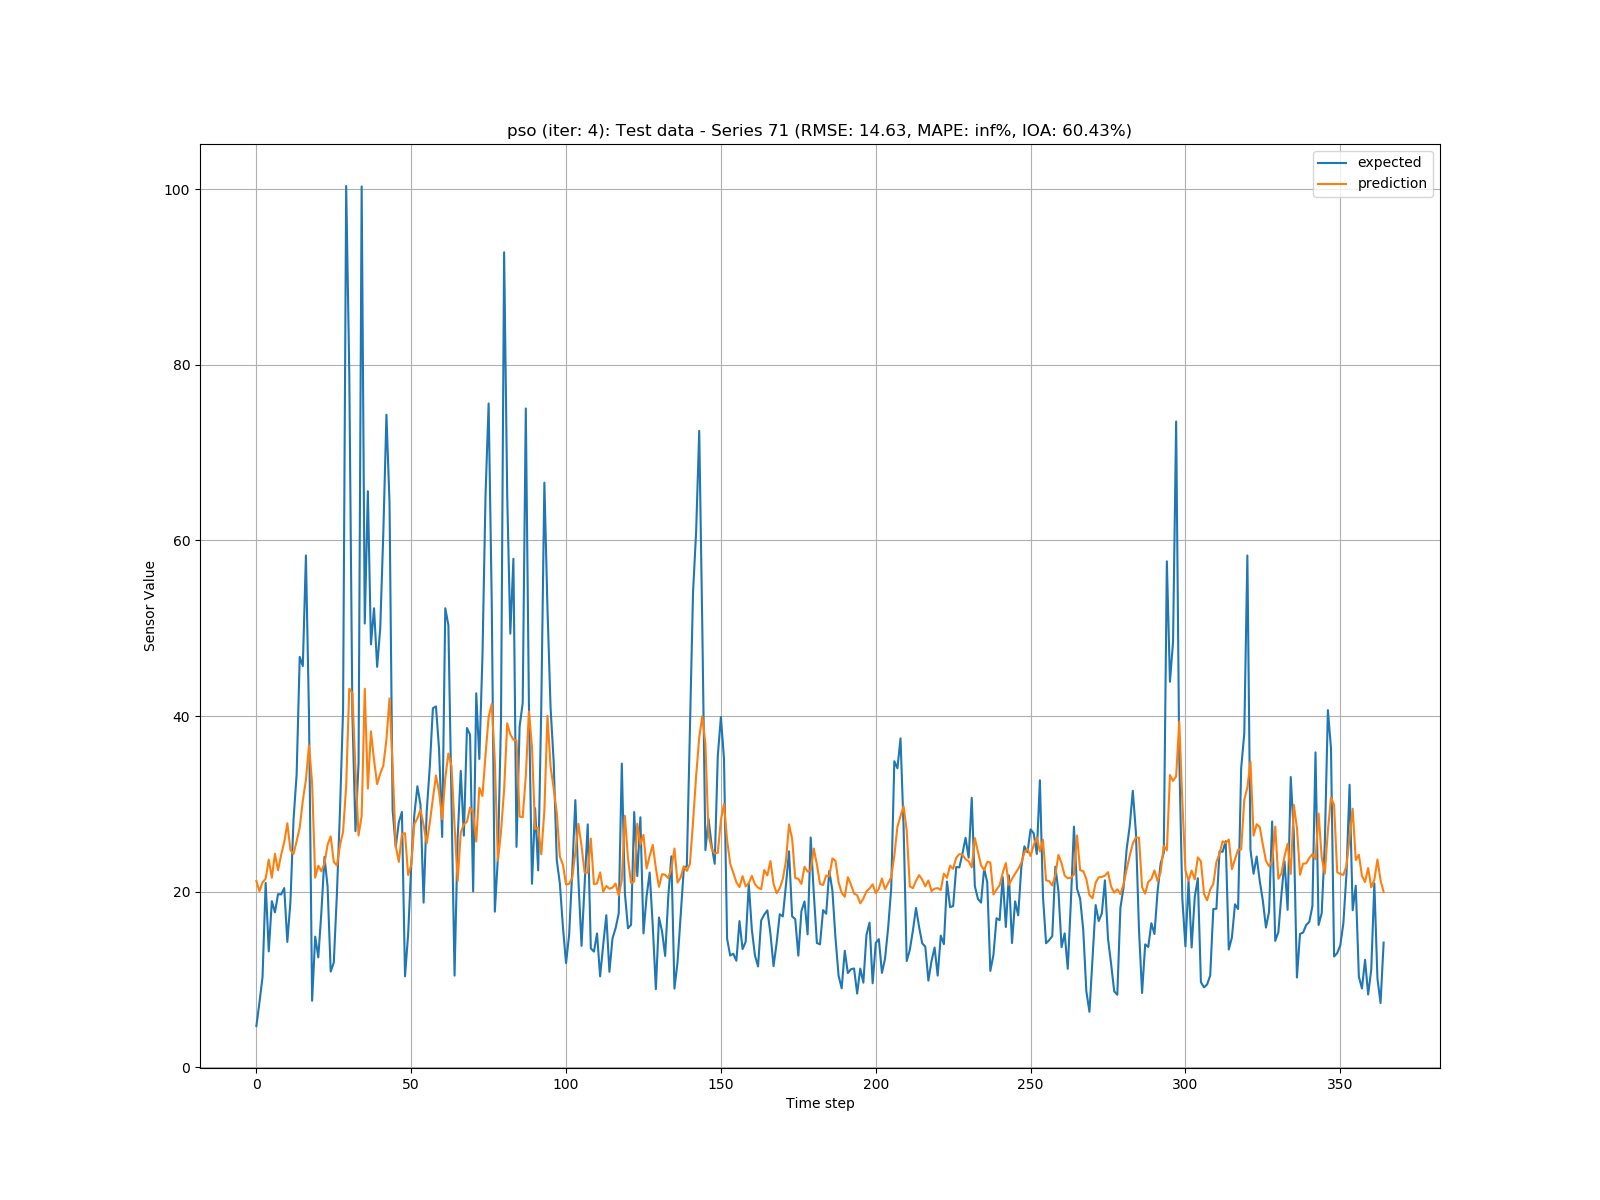 pso (iter: 4): Test data - Series 71 (RMSE: 14.63, MAPE: inf%, IOA: 60.43%)
expected
prediction
100
80
60
40
20
0
Sensor Value
0 50 100 150 200 250 300 350
Time step